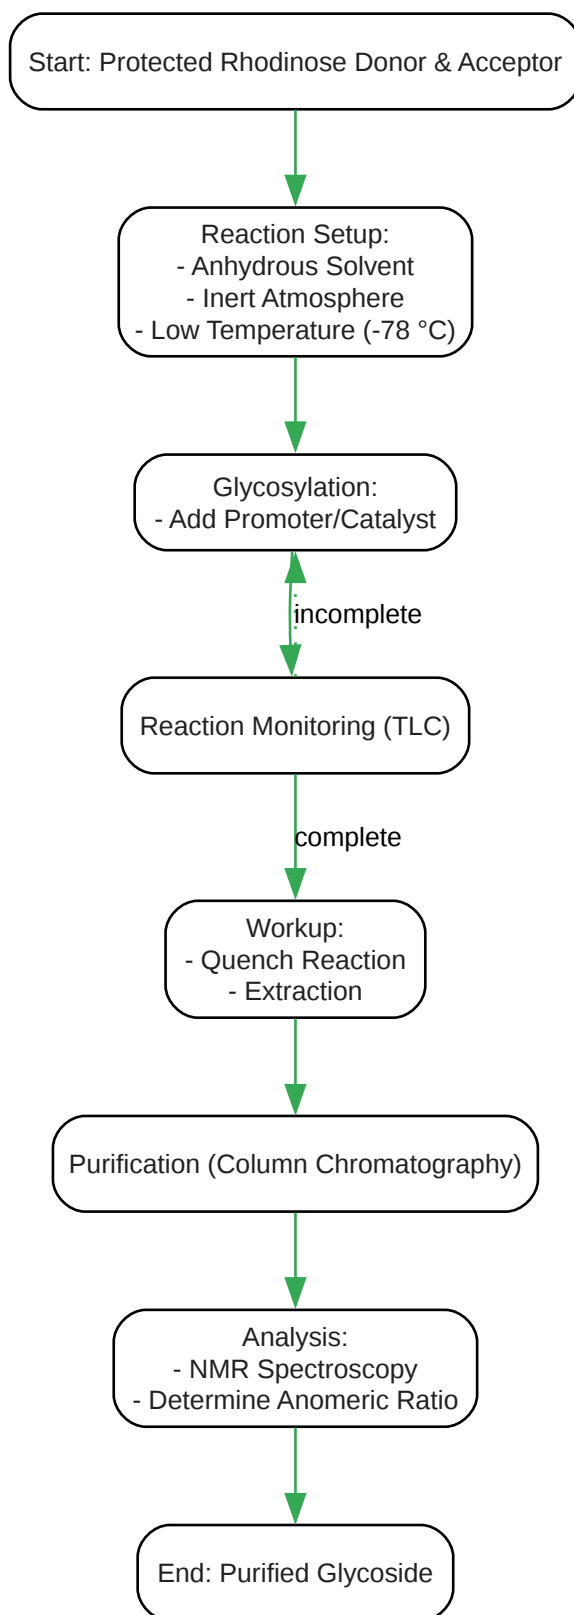 Start: Protected Rhodinose Donor & Acceptor
Reaction Setup:
- Anhydrous Solvent
- Inert Atmosphere
- Low Temperature (-78 °C)
Glycosylation:
- Add Promoter/Catalyst
incomplete
Reaction Monitoring (TLC)
complete
Workup:
- Quench Reaction
- Extraction
Purification (Column Chromatography)
Analysis:
- NMR Spectroscopy
- Determine Anomeric Ratio
End: Purified Glycoside